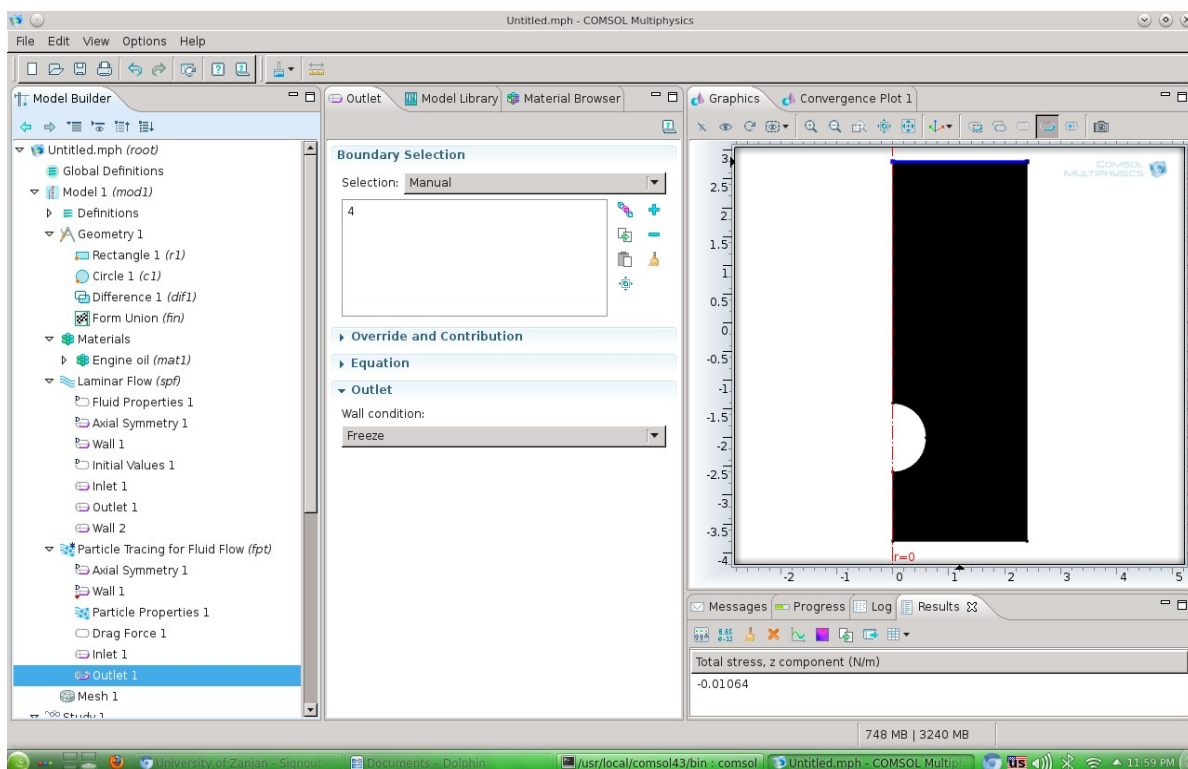 Untitled.mph - COMSOL Multiphysics
File Edit View Options Help
Model Builder
Untitled.mph (root)
Global Definitions
Model 1 (mod1)
Definitions
Geometry 1
Rectangle 1 (r1)
Circle 1 (c1)
Difference 1 (dif1)
Form Union (fin)
Materials
Engine oil (mat1)
Laminar Flow (spf)
Fluid Properties 1
Axial Symmetry 1
Wall 1
Initial Values 1
Inlet 1
Outlet 1
Wall 2
Particle Tracing for Fluid Flow (fpt)
Axial Symmetry 1
Wall 1
Particle Properties 1
Drag Force 1
Inlet 1
Outlet 1
Mesh 1
Study 1
Outlet Model Library Material Browser
Boundary Selection
Selection: Manual
4
Override and Contribution
Equation
Outlet
Wall condition:
Freeze
Graphics Convergence Plot 1
COMSOL
MULTIPHYSICS
3
2.5
2
1.5
1
0.5
0
-0.5
-1
-1.5
-2
-2.5
-3
-3.5
-4
r=0
-2 -1 0 1 2 3 4 5
Messages Progress Log Results
8.85
e-12
Total stress, z component (N/m)
-0.01064
748 MB | 3240 MB
University of Zanjan - Signout Documents - Dolphin /usr/local/comsol43/bin : comsol Untitled.mph - COMSOL Multiph us 11:59 PM